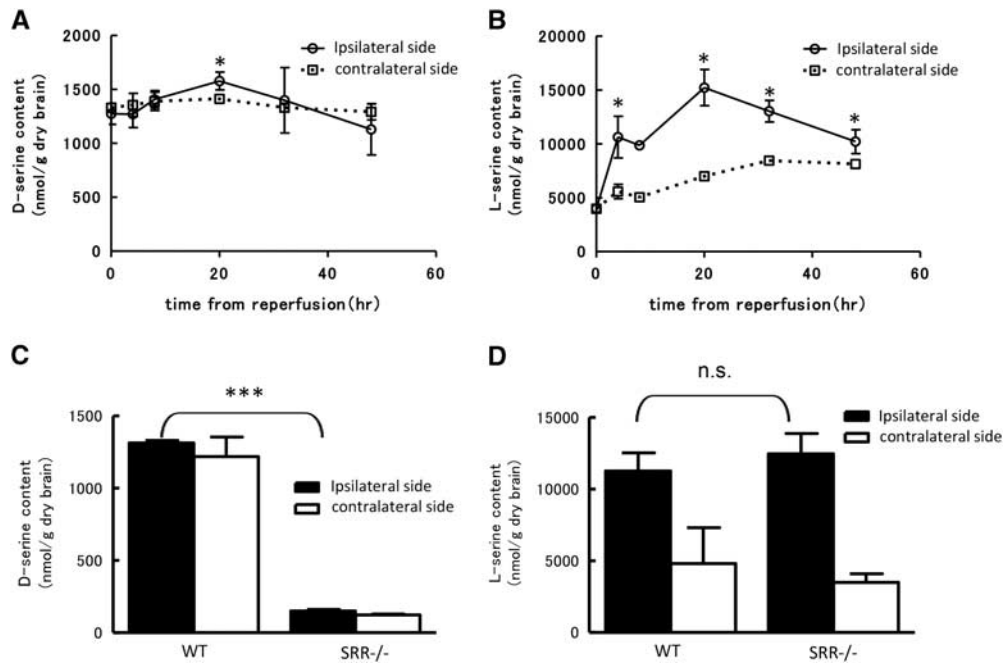 A
D-serine content
(nmol/g dry brain)
2000
1500
1000
500
0
*
Ipsilateral side
contralateral side
0 20 40 60
time from reperfusion(hr)
B
L-serine content
(nmol/g dry brain)
20000
15000
10000
5000
0
* * * *
Ipsilateral side
contralateral side
0 20 40 60
time from reperfusion(hr)
C
***
D-serine content
(nmol/g dry brain)
1500
1000
500
0
Ipsilateral side
contralateral side
WT SRR-/-
D
n.s.
L-serine content
(nmol/g dry brain)
15000
10000
5000
0
Ipsilateral side
contralateral side
WT SRR-/-